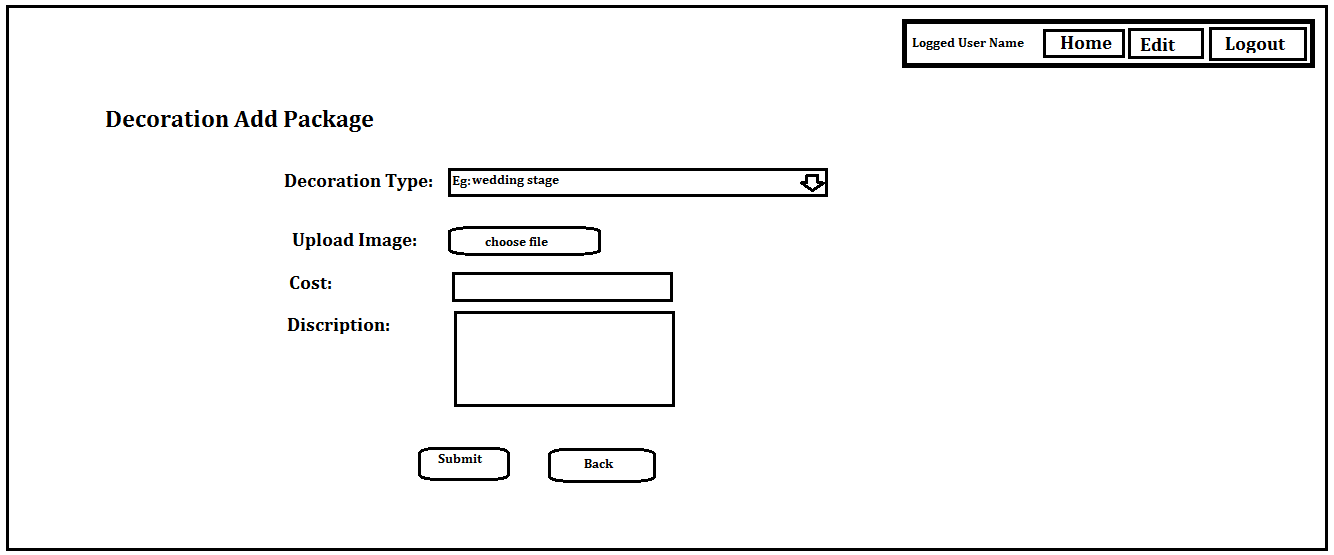 Logged User Name Home Edit Logout
Decoration Add Package
Decoration Type: Eg:wedding stage
Upload Image: choose file
Cost:
Discription:
Submit Back